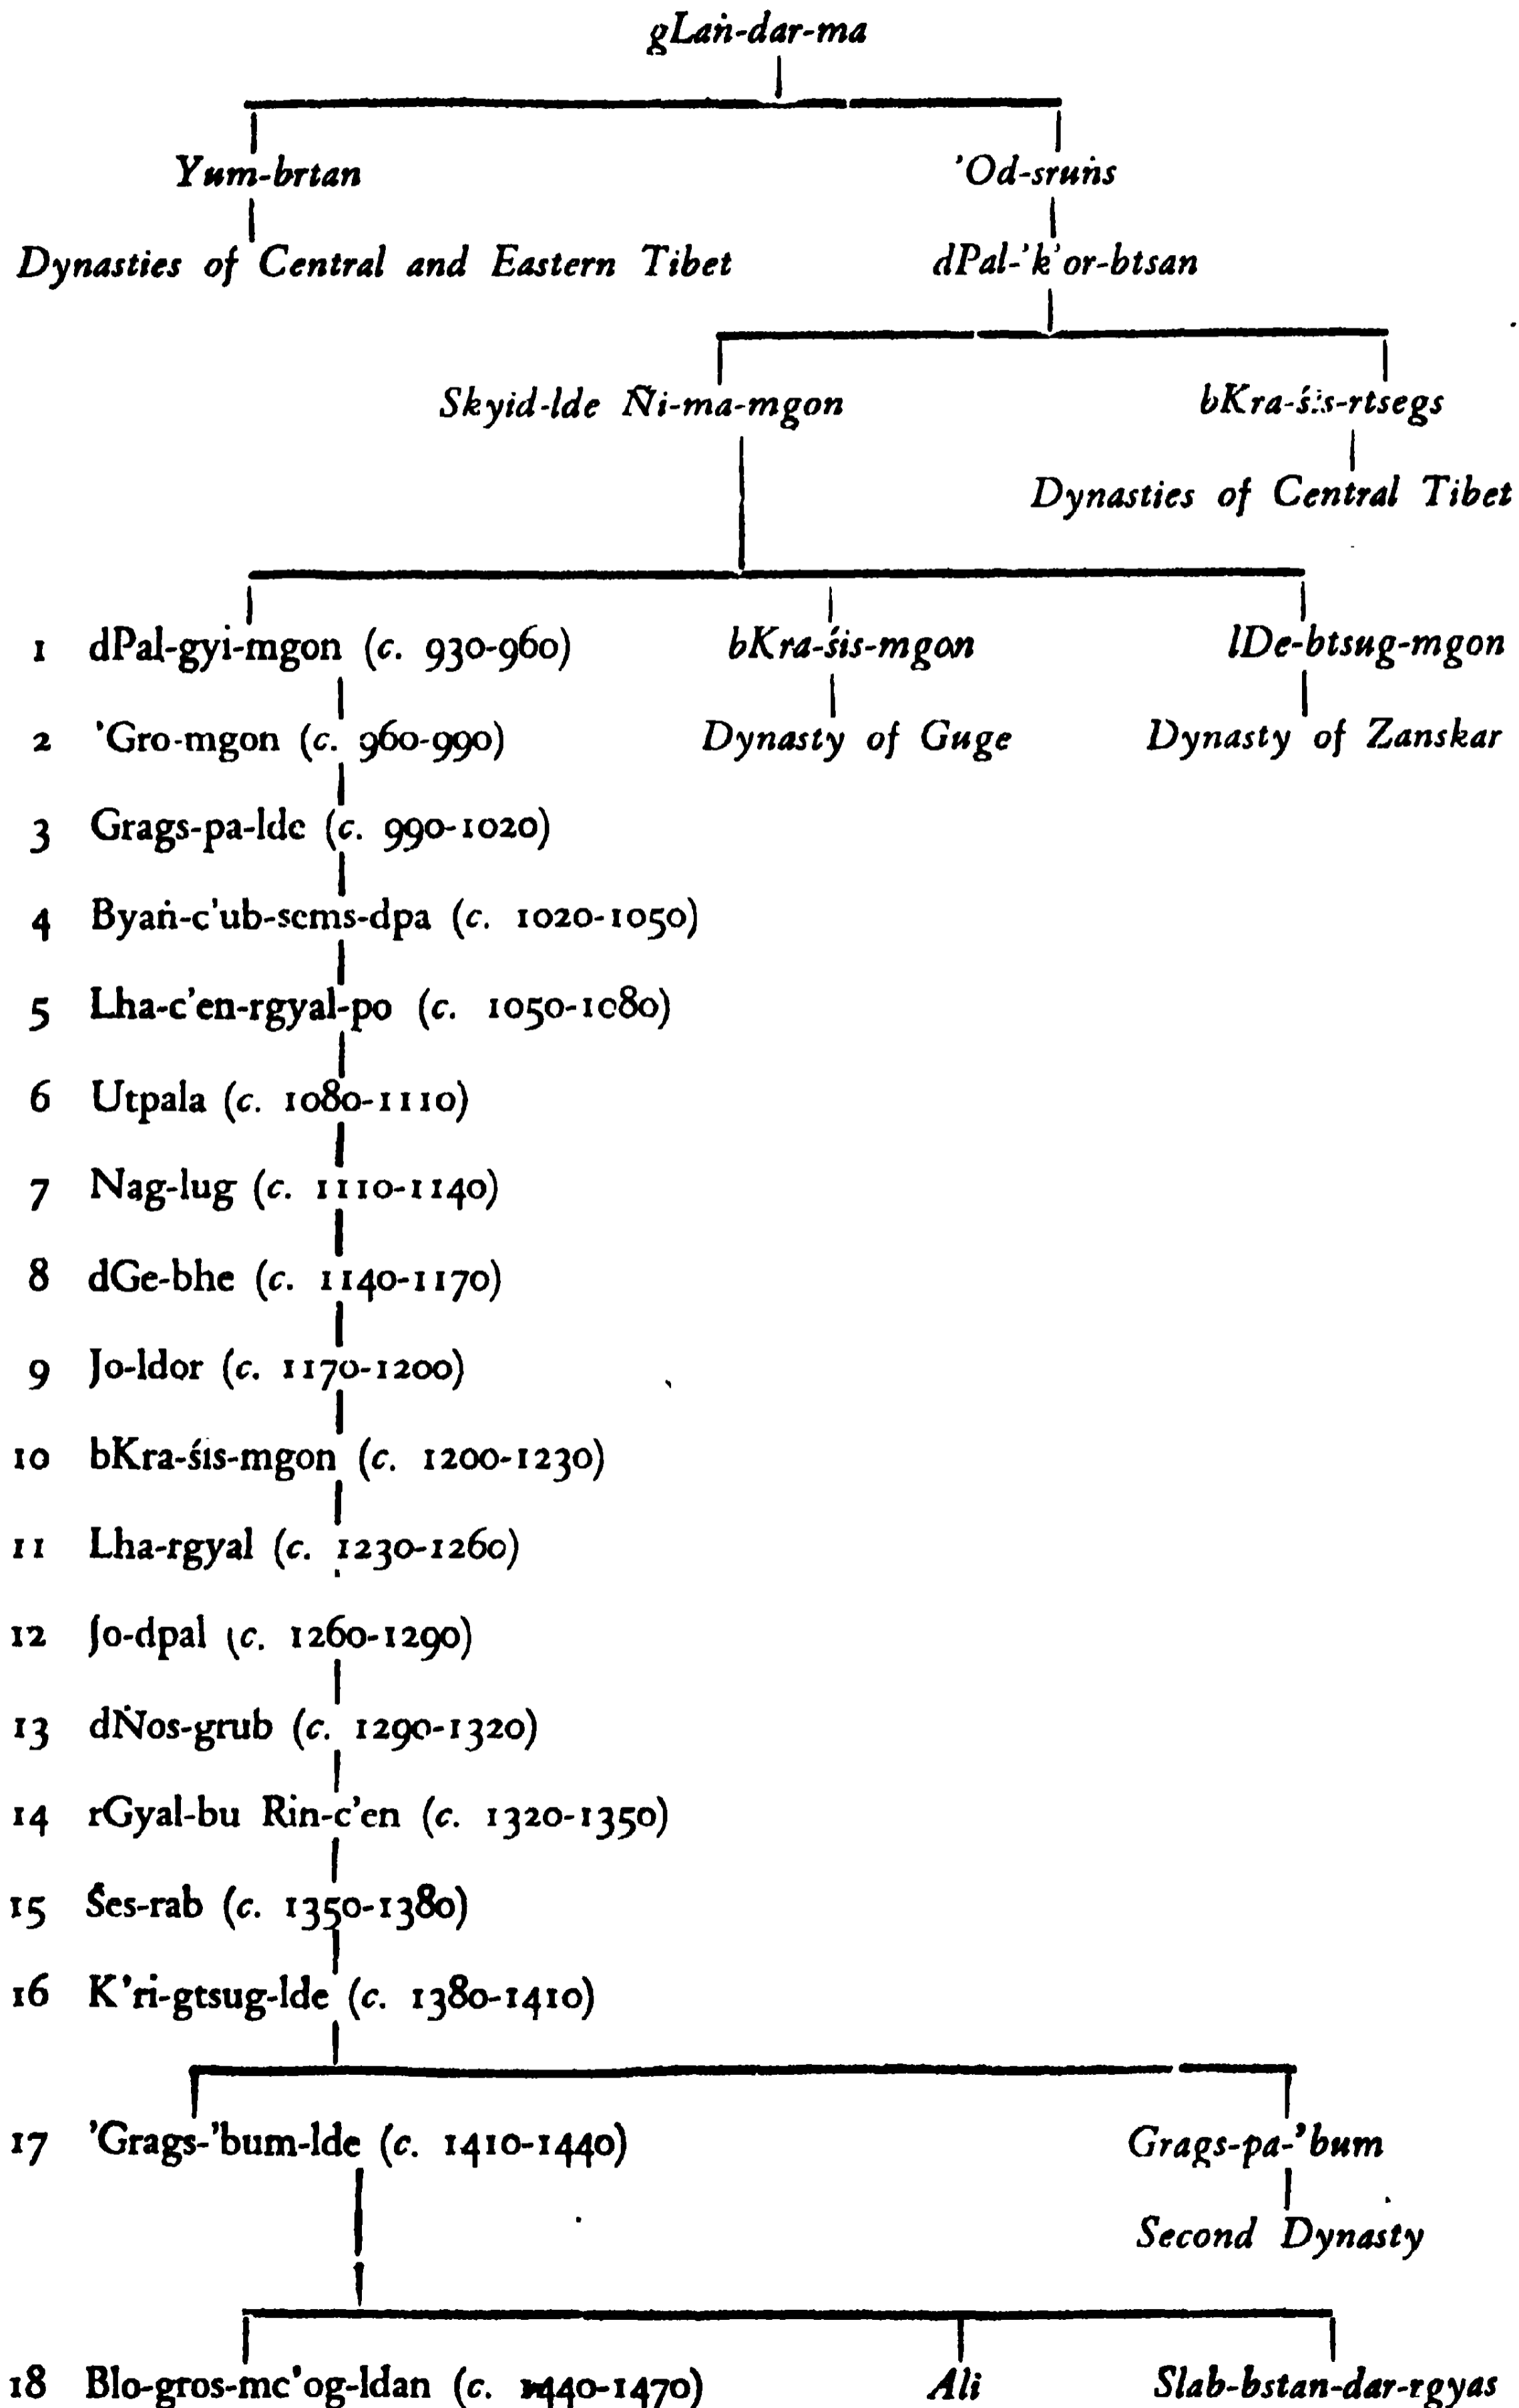 gLaṅ-dar-ma
Yum-brtan 'Od-sruṅs
Dynasties of Central and Eastern Tibet dPal-'k'or-btsan
Skyid-lde Ñi-ma-mgon bKra-śis-rtsegs
Dynasties of Central Tibet
1 dPal-gyi-mgon (c. 930-960) bKra-śis-mgon lDe-btsug-mgon
2 'Gro-mgon (c. 960-990) Dynasty of Guge Dynasty of Zanskar
3 Grags-pa-lde (c. 990-1020)
4 Byaṅ-c'ub-sems-dpa (c. 1020-1050)
5 Lha-c'en-rgyal-po (c. 1050-1080)
6 Utpala (c. 1080-1110)
7 Nag-lug (c. 1110-1140)
8 dGe-bhe (c. 1140-1170)
9 Jo-ldor (c. 1170-1200)
10 bKra-śis-mgon (c. 1200-1230)
11 Lha-rgyal (c. 1230-1260)
12 Jo-dpal (c. 1260-1290)
13 dṄos-grub (c. 1290-1320)
14 rGyal-bu Rin-c'en (c. 1320-1350)
15 Śes-rab (c. 1350-1380)
16 K'ri-gtsug-lde (c. 1380-1410)
17 'Grags-'bum-lde (c. 1410-1440) Grags-pa-'bum
Second Dynasty
18 Blo-gros-mc'og-ldan (c. 1440-1470) Ali Slab-bstan-dar-rgyas